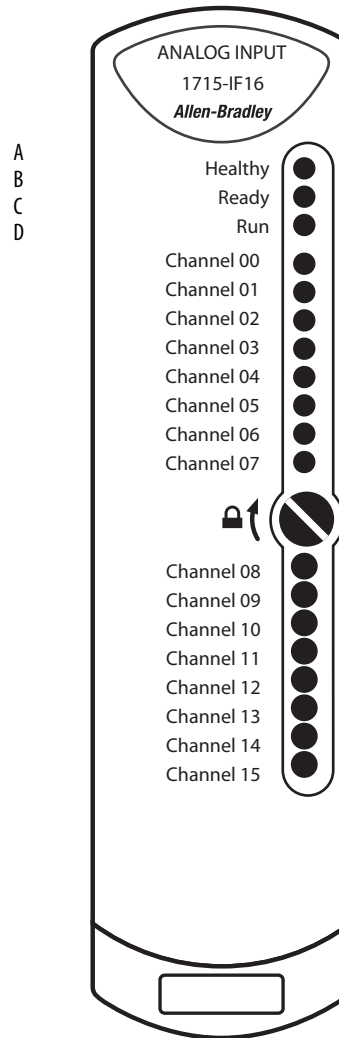 ANALOG INPUT
1715-IF16
Allen-Bradley
A
B
C
D
Healthy
Ready
Run
Channel 00
Channel 01
Channel 02
Channel 03
Channel 04
Channel 05
Channel 06
Channel 07
Channel 08
Channel 09
Channel 10
Channel 11
Channel 12
Channel 13
Channel 14
Channel 15